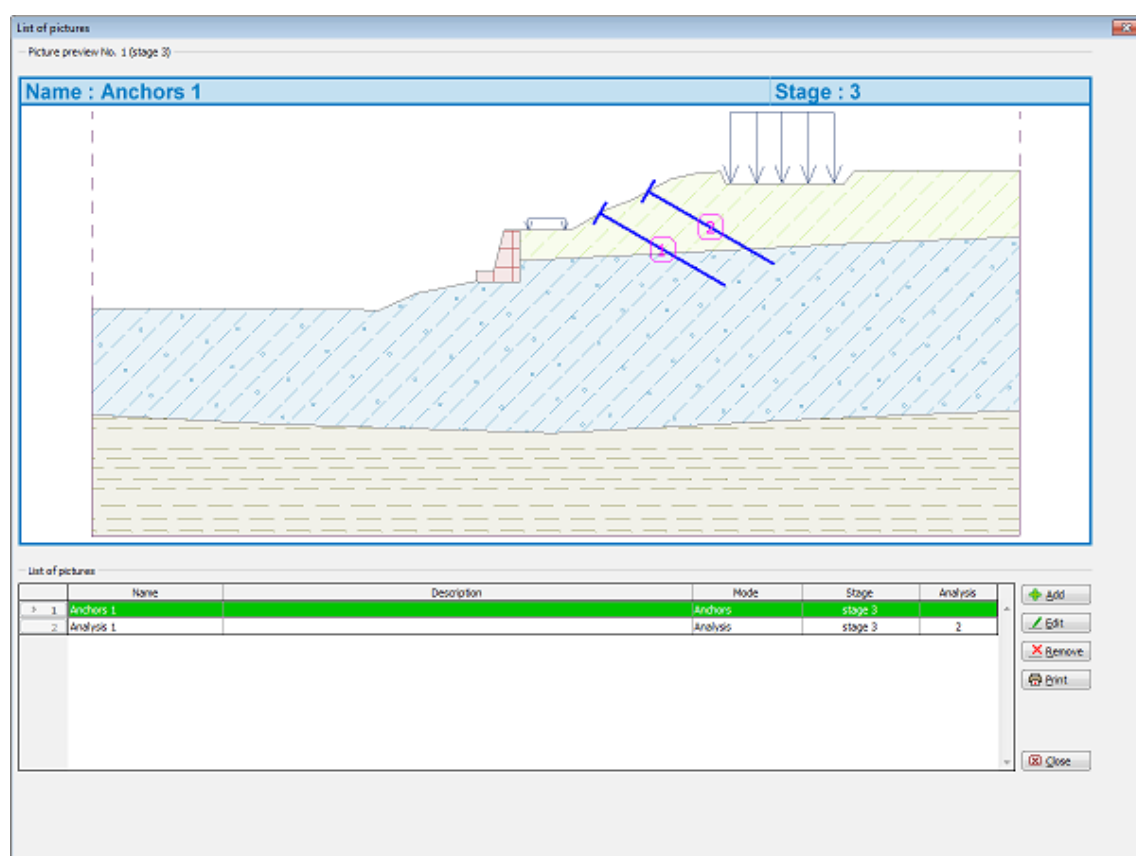 List of pictures
Picture preview No. 1 (stage 3)
Name : Anchors 1 Stage : 3
2
1
List of pictures
Name Description Mode Stage Analysis
1 Anchors 1 Anchors stage 3
2 Analysis 1 Analysis stage 3 2
Add
Edit
Remove
Print
Close